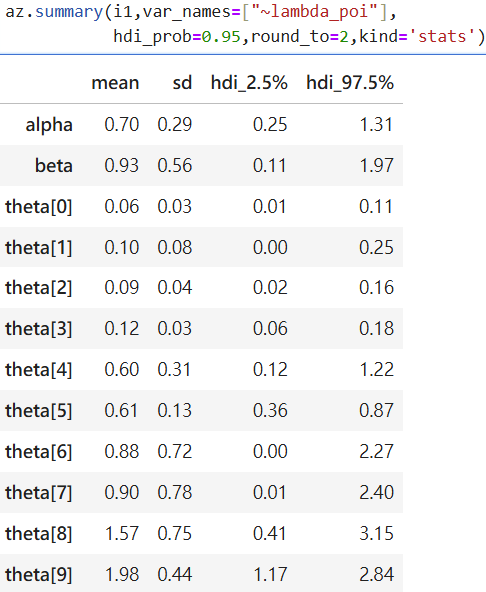 az.summary(i1,var_names=["~lambda_poi"],
hdi_prob=0.95,round_to=2,kind='stats')
mean sd hdi_2.5% hdi_97.5%
alpha 0.70 0.29 0.25 1.31
beta 0.93 0.56 0.11 1.97
theta[0] 0.06 0.03 0.01 0.11
theta[1] 0.10 0.08 0.00 0.25
theta[2] 0.09 0.04 0.02 0.16
theta[3] 0.12 0.03 0.06 0.18
theta[4] 0.60 0.31 0.12 1.22
theta[5] 0.61 0.13 0.36 0.87
theta[6] 0.88 0.72 0.00 2.27
theta[7] 0.90 0.78 0.01 2.40
theta[8] 1.57 0.75 0.41 3.15
theta[9] 1.98 0.44 1.17 2.84